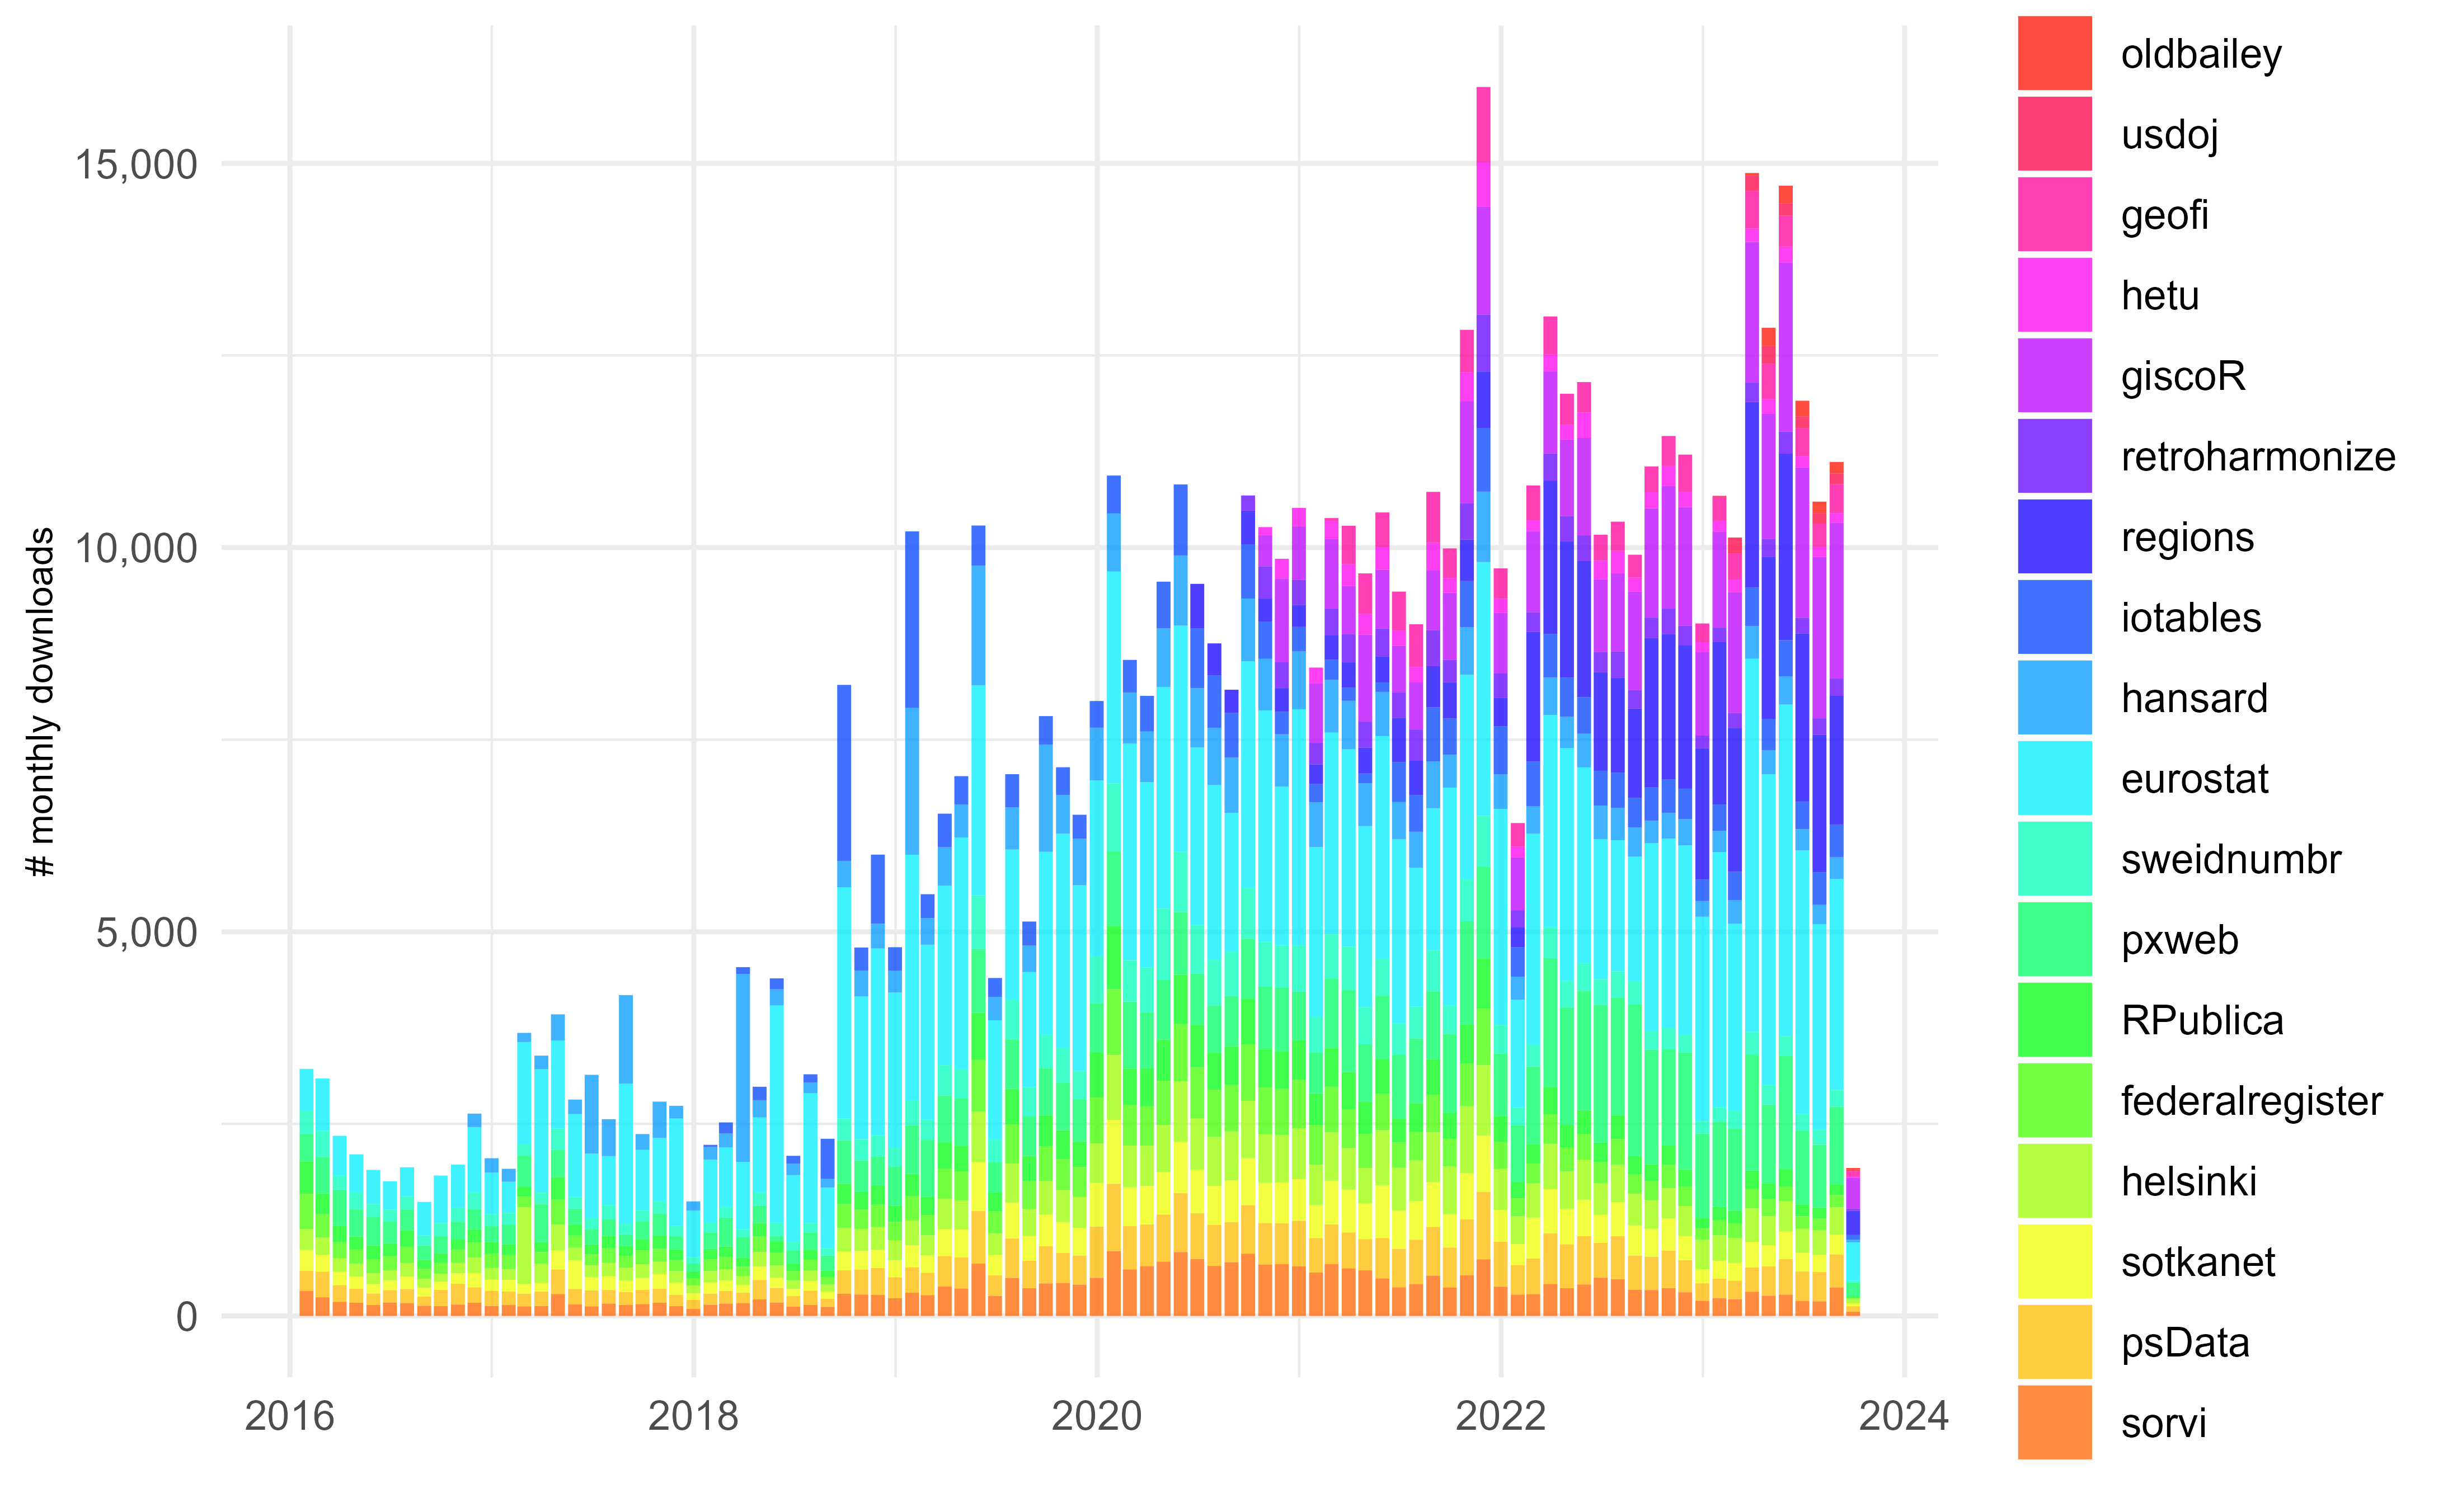 # monthly downloads
15,000
10,000
5,000
0
2016
2018
2020
2022
2024
oldbailey
usdoj
geofi
hetu
giscoR
retroharmonize
regions
iotables
hansard
eurostat
sweidnumbr
pxweb
RPublica
federalregister
helsinki
sotkanet
psData
sorvi